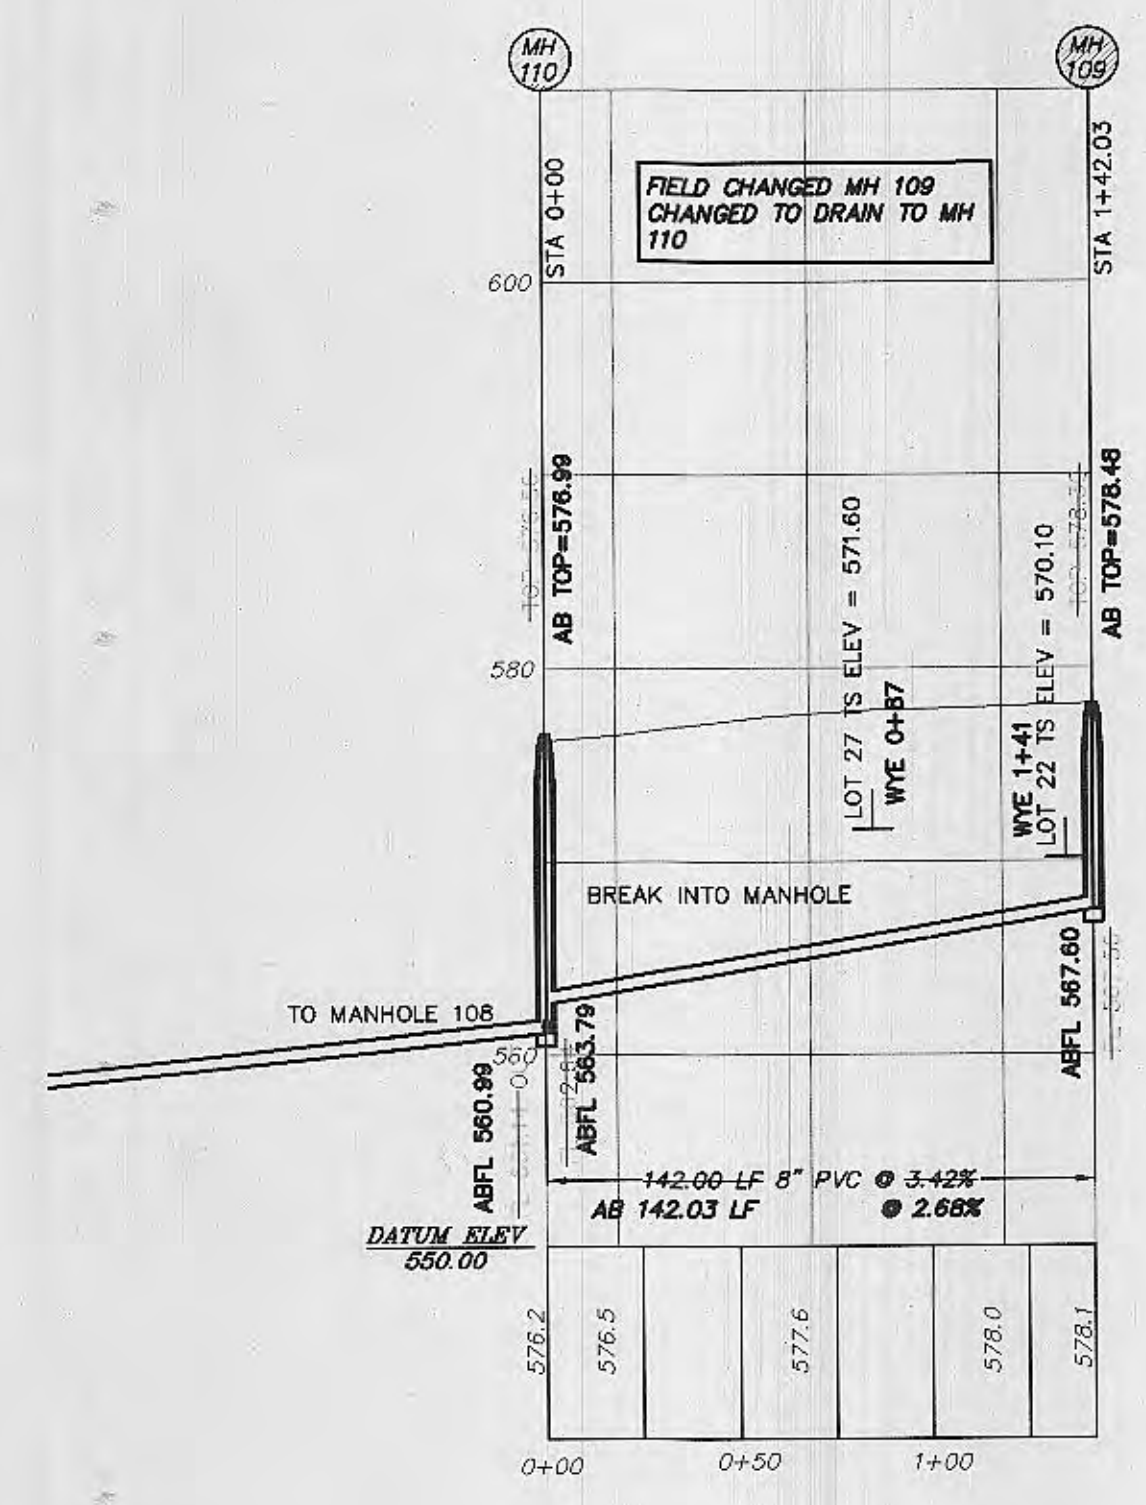 MH
110
MH
109
STA 0+00
STA 1+42.03
FIELD CHANGED MH 109
CHANGED TO DRAIN TO MH
110
600
AB TOP=576.99
AB TOP=578.48
580
LOT 27 TS ELEV = 571.60
WYE 0+87
WYE 1+41
LOT 22 TS ELEV = 570.10
BREAK INTO MANHOLE
TO MANHOLE 108
560
ABFL 560.99
ABFL 563.79
ABFL 567.60
142.00 LF 8" PVC @ 3.42%
AB 142.03 LF @ 2.68%
DATUM ELEV
550.00
576.2
576.5
577.6
578.0
578.1
0+00
0+50
1+00